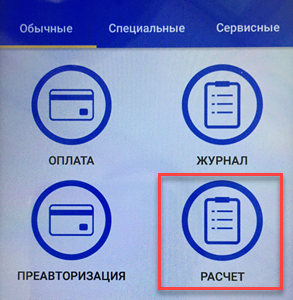 Обычные Специальные Сервисные
ОПЛАТА ЖУРНАЛ
ПРЕАВТОРИЗАЦИЯ РАСЧЕТ